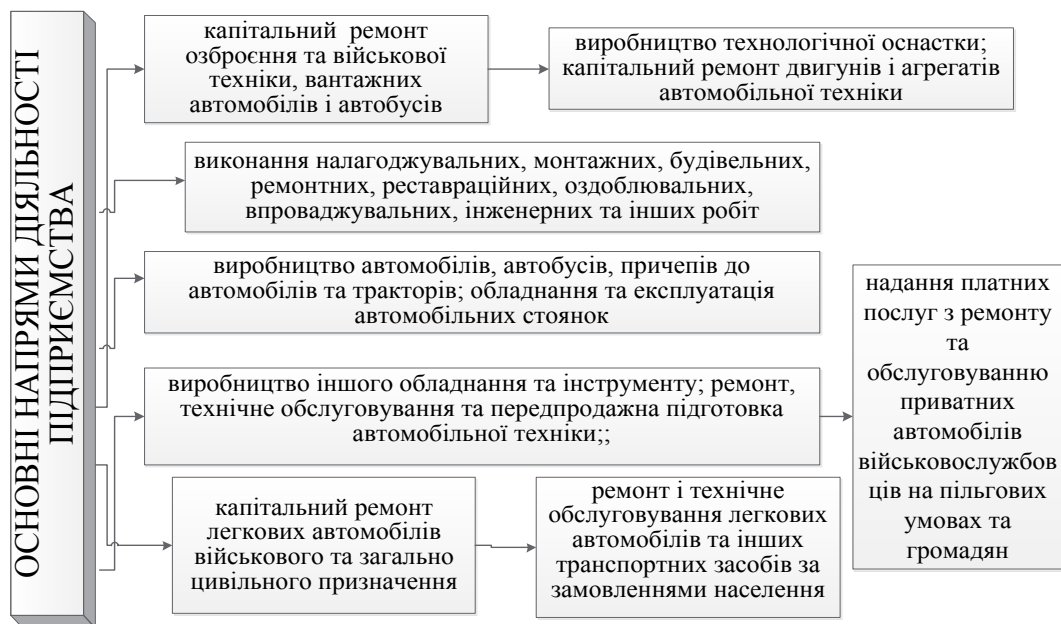 ОСНОВНІ НАПРЯМИ ДІЯЛЬНОСТІ
ПІДПРИЄМСТВА
капітальний ремонт
озброєння та військової
техніки, вантажних
автомобілів і автобусів
виробництво технологічної оснастки;
капітальний ремонт двигунів і агрегатів
автомобільної техніки
виконання налагоджувальних, монтажних, будівельних,
ремонтних, реставраційних, оздоблювальних,
впроваджувальних, інженерних та інших робіт
виробництво автомобілів, автобусів, причепів до
автомобілів та тракторів; обладнання та експлуатація
автомобільних стоянок
виробництво іншого обладнання та інструменту; ремонт,
технічне обслуговування та передпродажна підготовка
автомобільної техніки;;
надання платних
послуг з ремонту
та
обслуговуванню
приватних
автомобілів
військовослужбов
ців на пільгових
умовах та
громадян
капітальний ремонт
легкових автомобілів
військового та загально
цивільного призначення
ремонт і технічне
обслуговування легкових
автомобілів та інших
транспортних засобів за
замовленнями населення